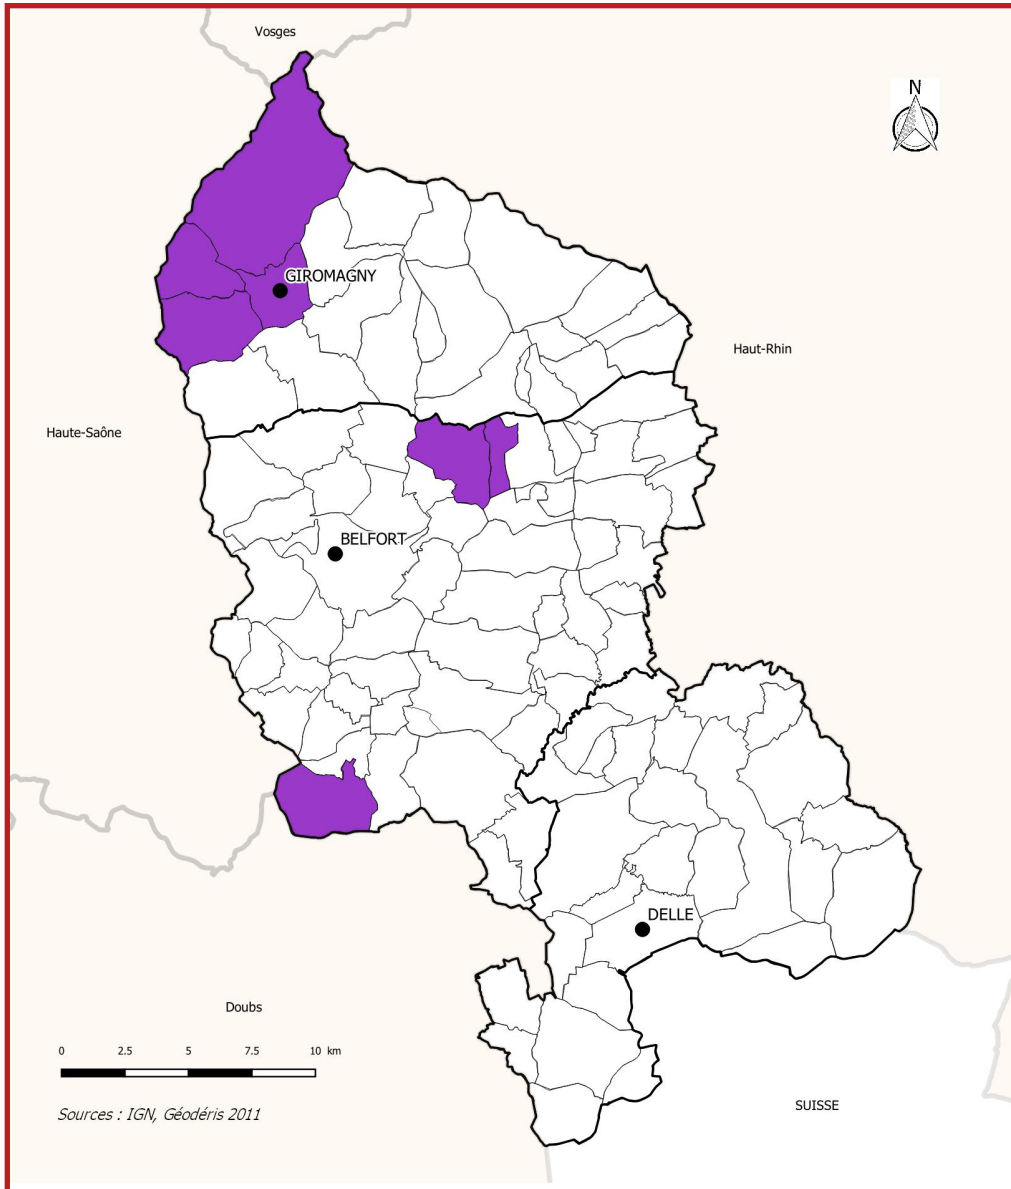 Vosges
N
GIROMAGNY
Haut-Rhin
Haute-Saône
BELFORT
DELLE
Doubs
0 2.5 5 7.5 10 km
SUISSE
Sources : IGN, Géodéris 2011